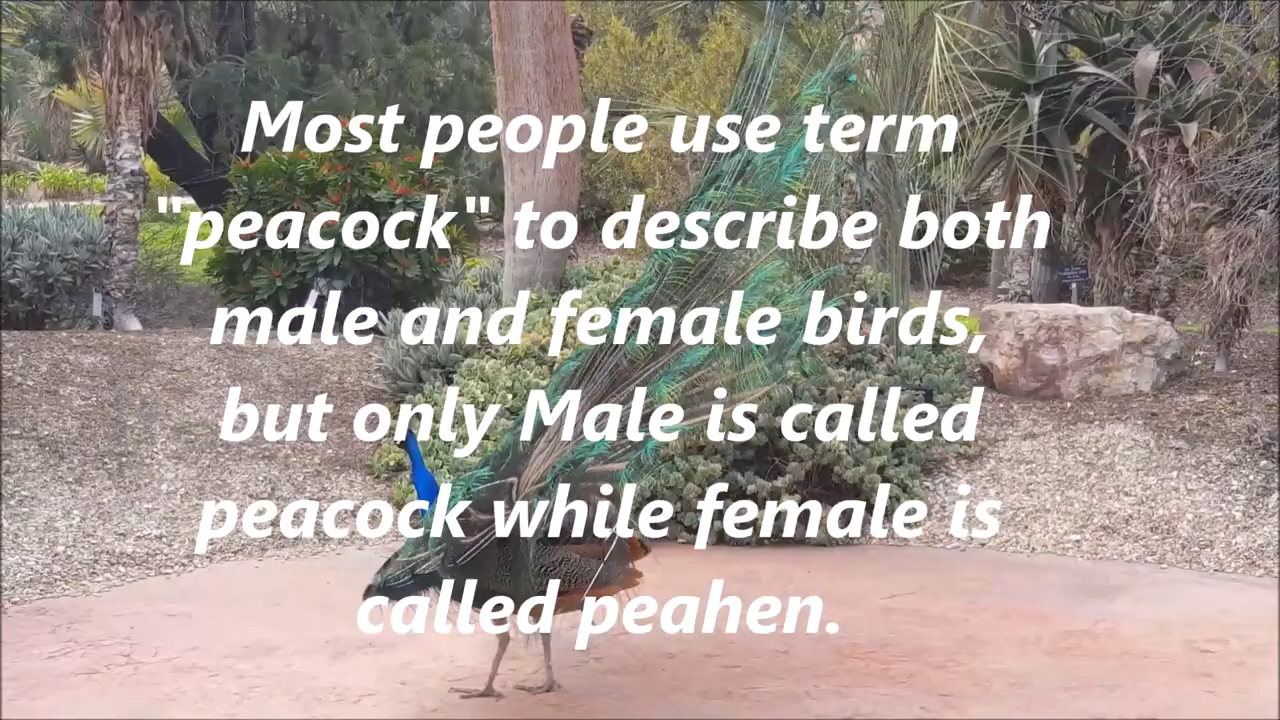 Most people use term
"peacock" to describe both
male and female birds,
but only Male is called
peacock while female is
called peahen.